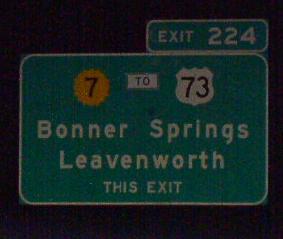 EXIT 224
7 TO 73
Bonner Springs
Leavenworth
THIS EXIT